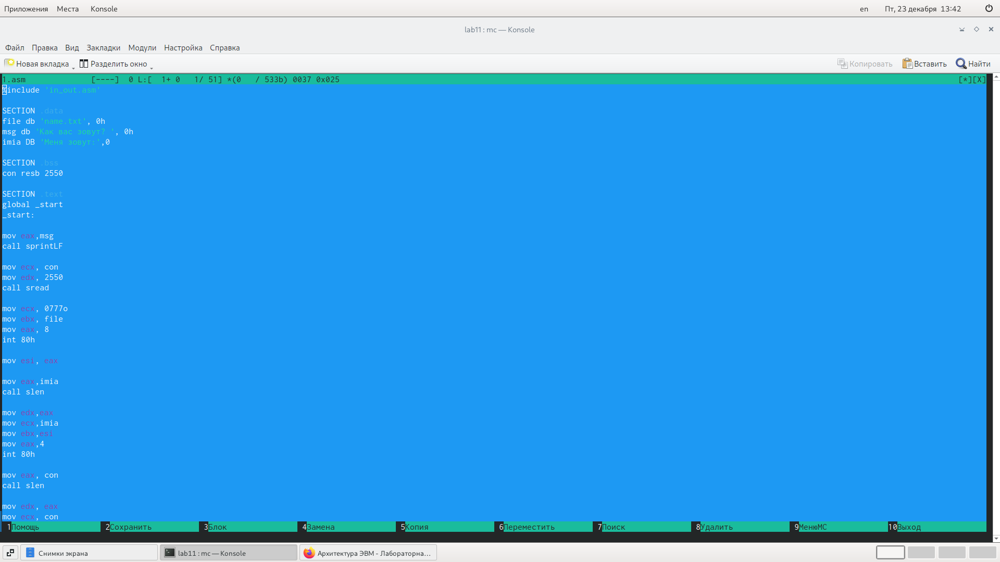 Приложения Места Konsole en Пт, 23 декабря 13:42
lab11 : mc — Konsole
Файл Правка Вид Закладки Модули Настройка Справка
Новая вкладка Разделить окно Копировать Вставить Найти
1.asm [----] 0 L:[ 1+ 0 1/ 51] *(0 / 533b) 0037 0x025 [*][X]
%include 'in_out.asm'
SECTION .data
file db 'name.txt', 0h
msg db 'Как вас зовут? ', 0h
imia DB 'Меня зовут:',0
SECTION .bss
con resb 2550
SECTION .text
global _start
_start:
mov eax,msg
call sprintLF
mov ecx, con
mov edx, 2550
call sread
mov ecx, 0777o
mov ebx, file
mov eax, 8
int 80h
mov esi, eax
mov eax,imia
call slen
mov edx,eax
mov ecx,imia
mov ebx,esi
mov eax,4
int 80h
mov eax, con
call slen
mov edx, eax
mov ecx, con
1Помощь 2Сохранить 3Блок 4Замена 5Копия 6Переместить 7Поиск 8Удалить 9МенюMC 10Выход
Снимки экрана lab11 : mc — Konsole Архитектура ЭВМ - Лабораторна...